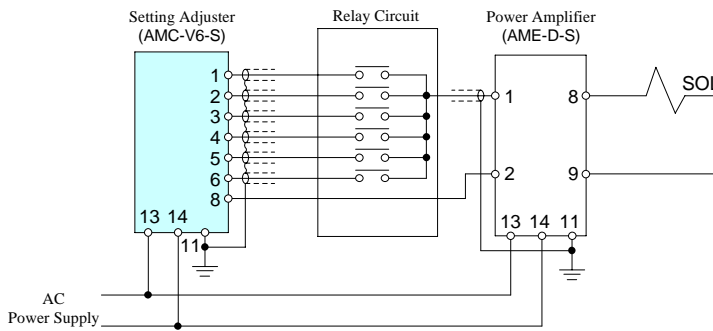 Setting Adjuster
(AMC-V6-S)
Relay Circuit
Power Amplifier
(AME-D-S)
1
2
3
4
5
6
8
13 14
11
1
2
8
9
13 14 11
SOL
AC
Power Supply